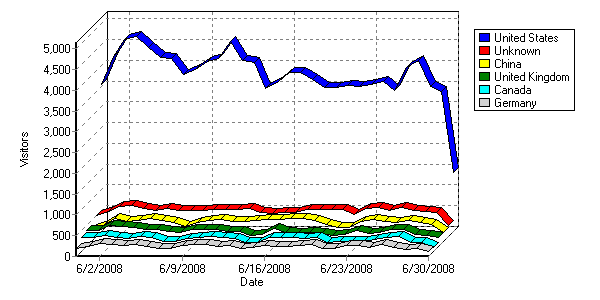 5,000
4,500
4,000
3,500
3,000
2,500
2,000
1,500
1,000
500
0
Visitors
6/2/2008 6/9/2008 6/16/2008 6/23/2008 6/30/2008
Date
United States
Unknown
China
United Kingdom
Canada
Germany